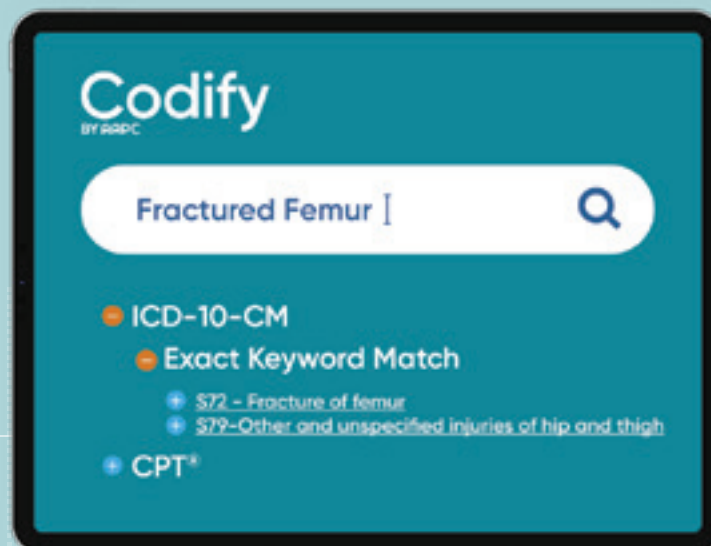 Codify
BY AAPC
Fractured Femur
ICD-10-CM
Exact Keyword Match
S72 - Fracture of femur
S79-Other and unspecified injuries of hip and thigh
CPT®